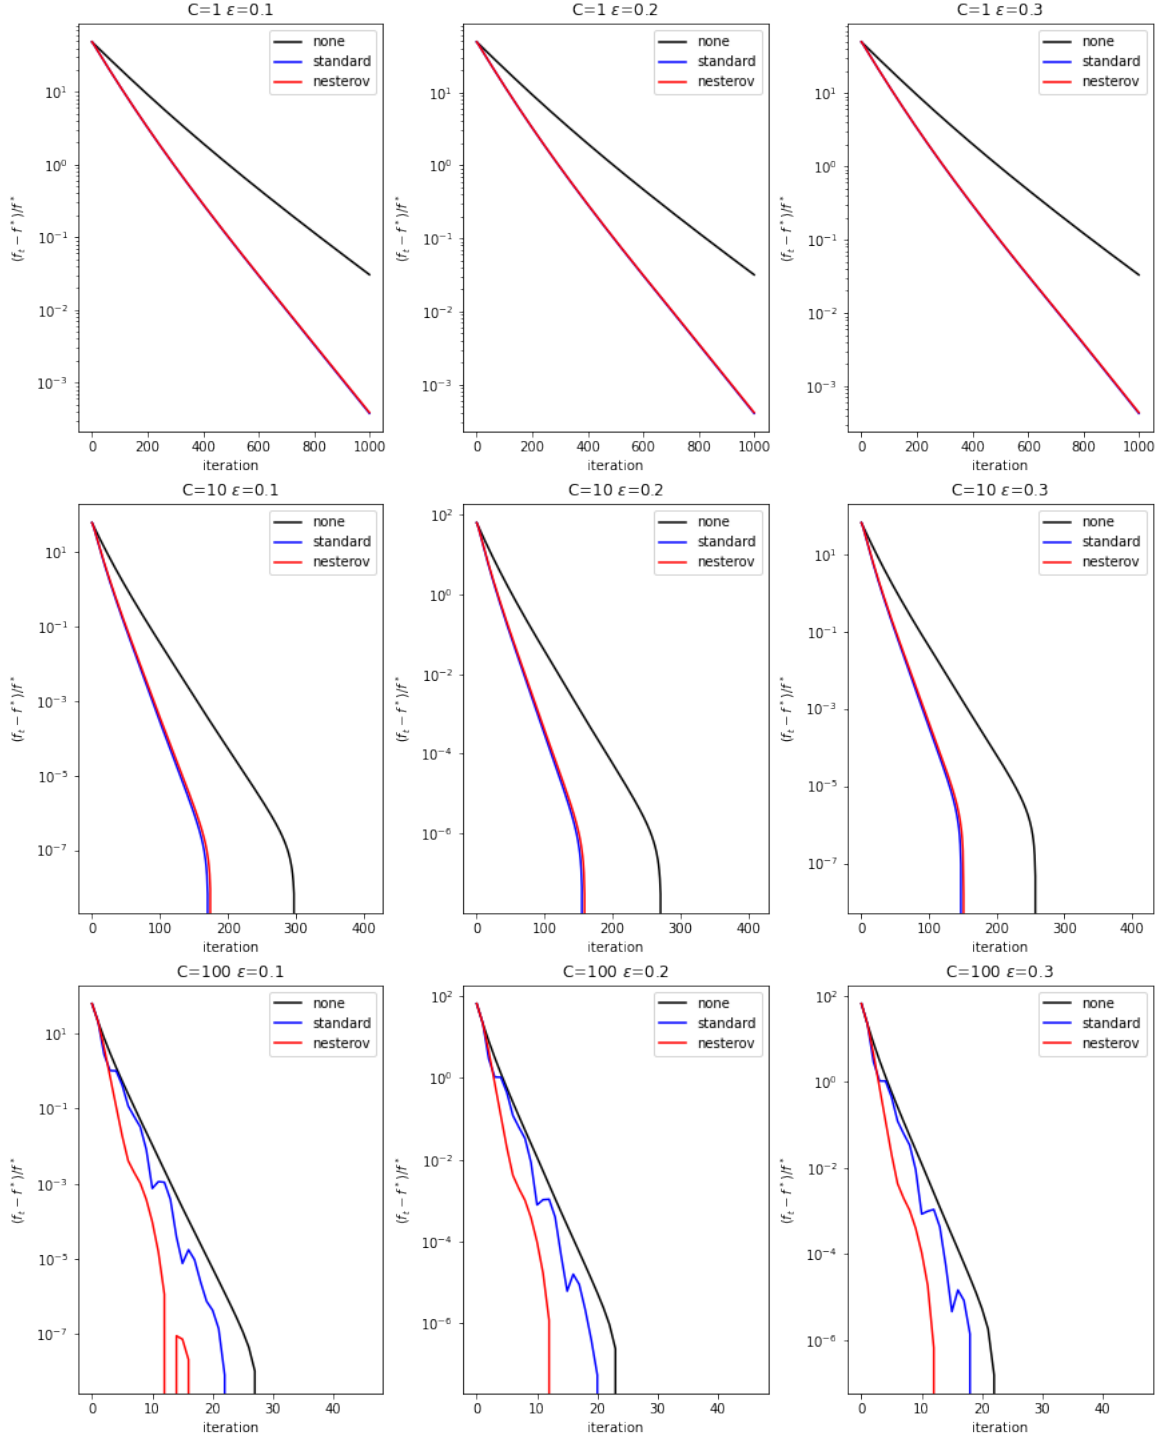 C=1 ε=0.1
C=1 ε=0.2
C=1 ε=0.3
none
standard
nesterov
none
standard
nesterov
none
standard
nesterov
(f_t − f*)/f*
10¹
10⁰
10⁻¹
10⁻²
10⁻³
(f_t − f*)/f*
10¹
10⁰
10⁻¹
10⁻²
10⁻³
(f_t − f*)/f*
10¹
10⁰
10⁻¹
10⁻²
10⁻³
0 200 400 600 800 1000
0 200 400 600 800 1000
0 200 400 600 800 1000
iteration
iteration
iteration
C=10 ε=0.1
C=10 ε=0.2
C=10 ε=0.3
none
standard
nesterov
none
standard
nesterov
none
standard
nesterov
(f_t − f*)/f*
10¹
10⁻¹
10⁻³
10⁻⁵
10⁻⁷
(f_t − f*)/f*
10²
10⁰
10⁻²
10⁻⁴
10⁻⁶
(f_t − f*)/f*
10¹
10⁻¹
10⁻³
10⁻⁵
10⁻⁷
0 100 200 300 400
0 100 200 300 400
0 100 200 300 400
iteration
iteration
iteration
C=100 ε=0.1
C=100 ε=0.2
C=100 ε=0.3
none
standard
nesterov
none
standard
nesterov
none
standard
nesterov
(f_t − f*)/f*
10¹
10⁻¹
10⁻³
10⁻⁵
10⁻⁷
(f_t − f*)/f*
10²
10⁰
10⁻²
10⁻⁴
10⁻⁶
(f_t − f*)/f*
10²
10⁰
10⁻²
10⁻⁴
10⁻⁶
0 10 20 30 40
0 10 20 30 40
0 10 20 30 40
iteration
iteration
iteration